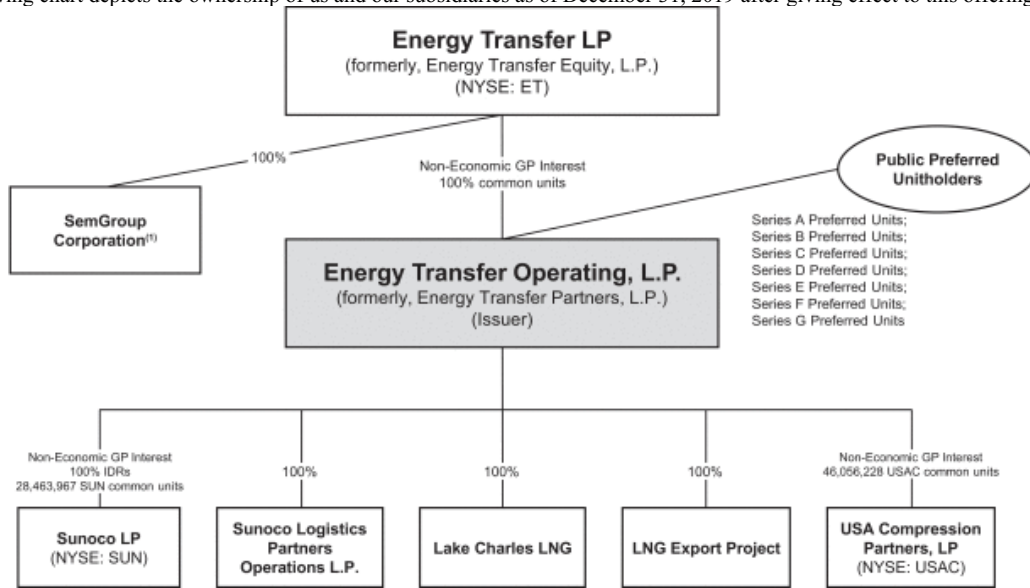 wing chart depicts the ownership of us and our subsidiaries as of December 31, 2019 after giving effect to this offering
Energy Transfer LP
(formerly, Energy Transfer Equity, L.P.)
(NYSE: ET)
100%
Non-Economic GP Interest
100% common units
Public Preferred
Unitholders
SemGroup
Corporation(1)
Series A Preferred Units;
Series B Preferred Units;
Series C Preferred Units;
Series D Preferred Units;
Series E Preferred Units;
Series F Preferred Units;
Series G Preferred Units
Energy Transfer Operating, L.P.
(formerly, Energy Transfer Partners, L.P.)
(Issuer)
Non-Economic GP Interest
100% IDRs
28,463,967 SUN common units
100%
100%
100%
Non-Economic GP Interest
46,056,228 USAC common units
Sunoco LP
(NYSE: SUN)
Sunoco Logistics
Partners
Operations L.P.
Lake Charles LNG
LNG Export Project
USA Compression
Partners, LP
(NYSE: USAC)